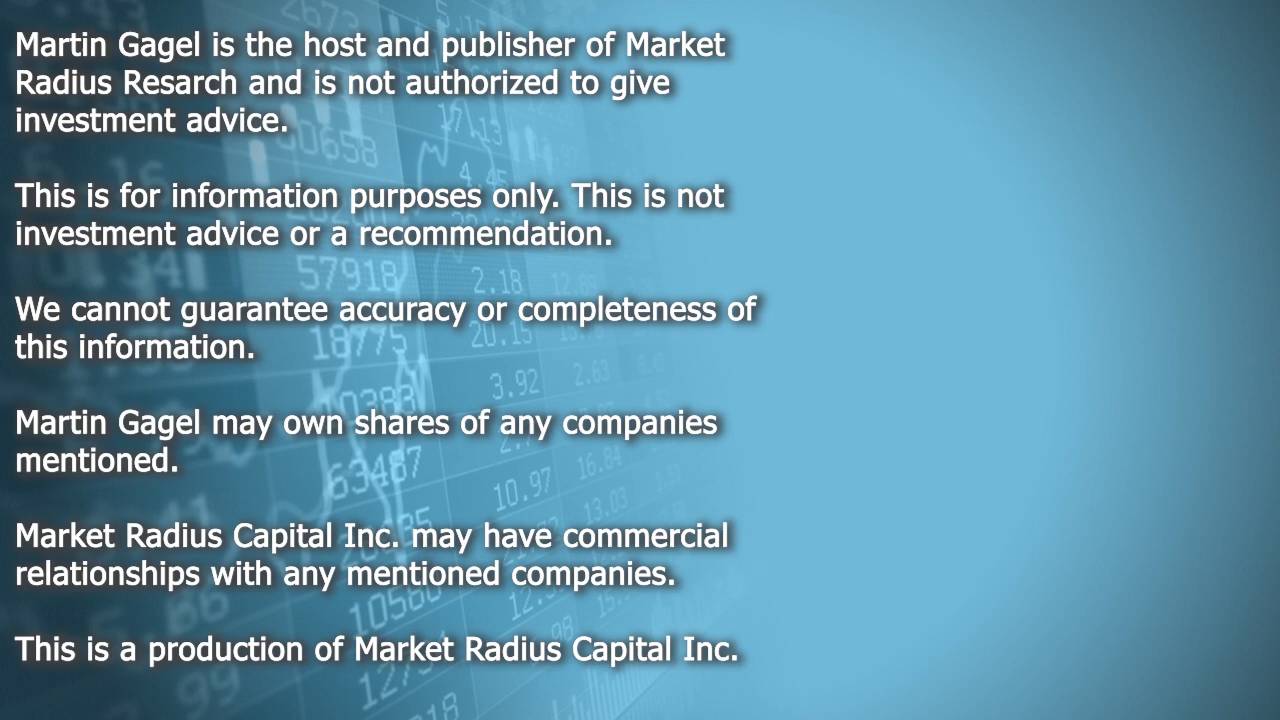 Martin Gagel is the host and publisher of Market
Radius Resarch and is not authorized to give
investment advice.
This is for information purposes only. This is not
investment advice or a recommendation.
We cannot guarantee accuracy or completeness of
this information.
Martin Gagel may own shares of any companies
mentioned.
Market Radius Capital Inc. may have commercial
relationships with any mentioned companies.
This is a production of Market Radius Capital Inc.